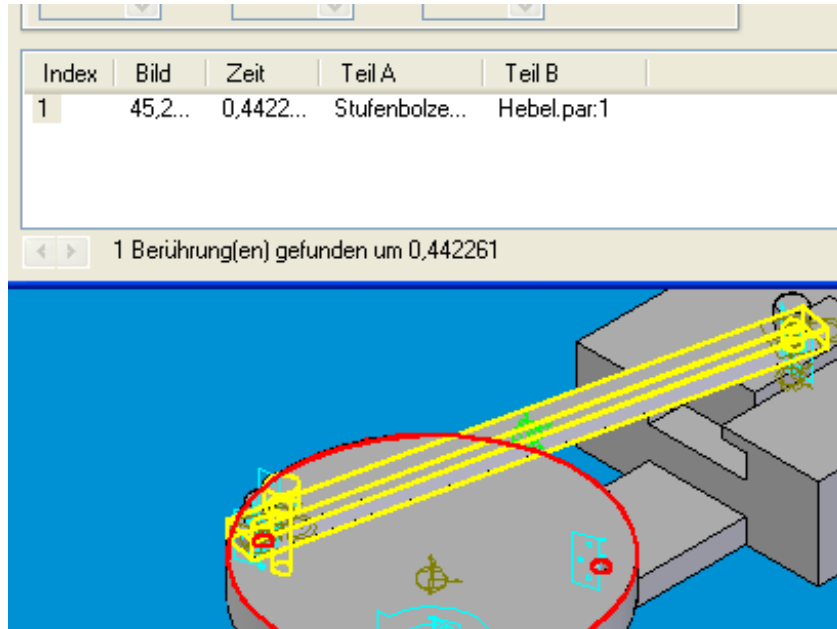 Index Bild Zeit Teil A Teil B
1 45,2... 0,4422... Stufenbolze... Hebel.par:1
1 Berührung(en) gefunden um 0,442261